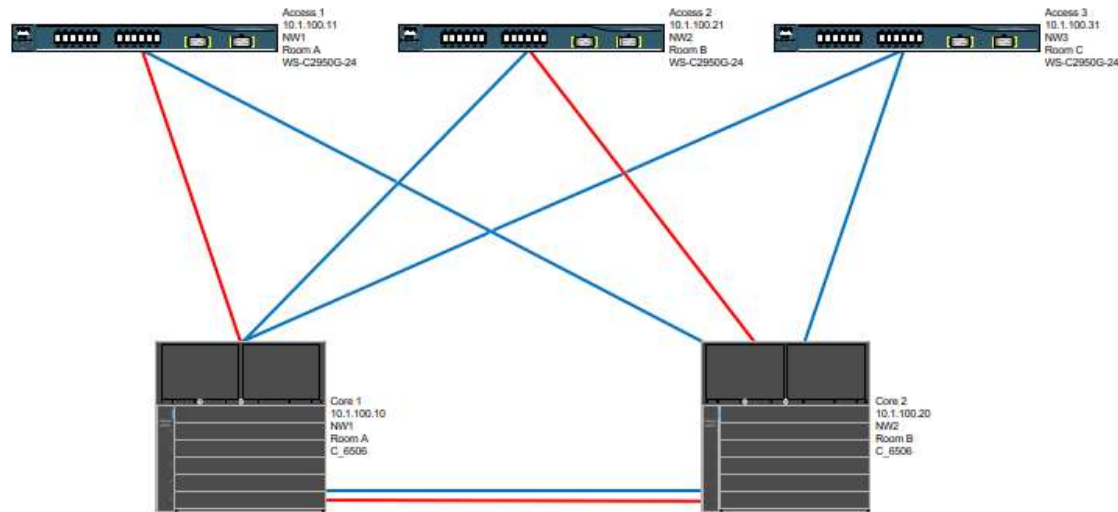 Access 1
10.1.100.11
NW1
Room A
WS-C2950G-24
Access 2
10.1.100.21
NW2
Room B
WS-C2950G-24
Access 3
10.1.100.31
NW3
Room C
WS-C2950G-24
Core 1
10.1.100.10
NW1
Room A
C_6506
Core 2
10.1.100.20
NW2
Room B
C_6506